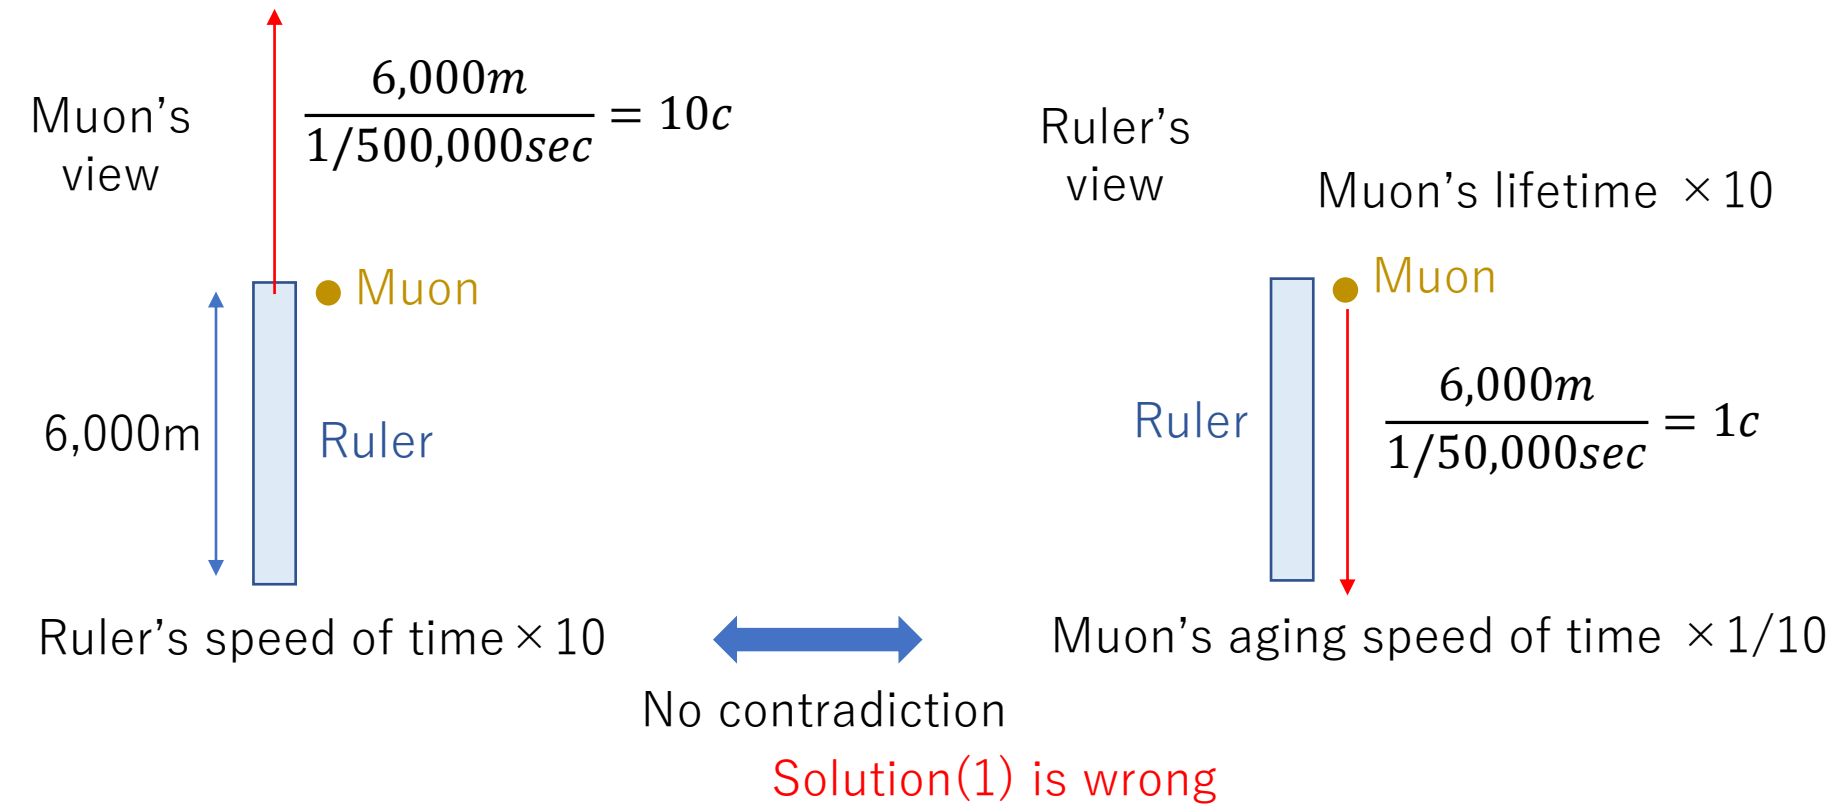 Muon's
view
6,000m
1/500,000sec
= 10c
Muon
6,000m
Ruler
Ruler's speed of time×10
Ruler's
view
Muon's lifetime ×10
Muon
Ruler
6,000m
1/50,000sec
= 1c
Muon's aging speed of time ×1/10
No contradiction
Solution(1) is wrong